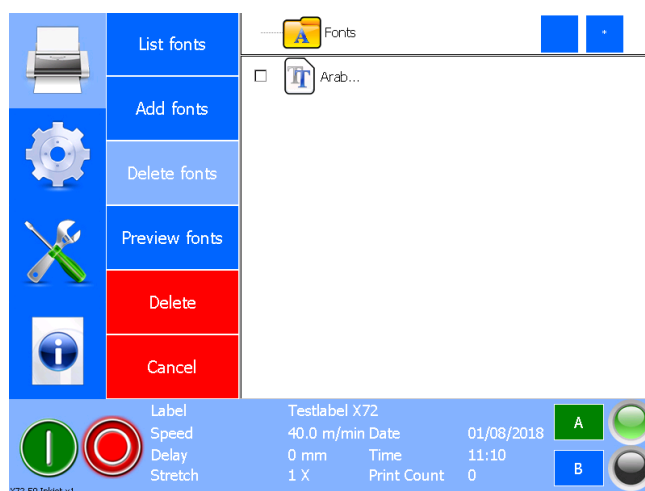 List fonts
Add fonts
Delete fonts
Preview fonts
Delete
Cancel
Fonts
*
Arab...
Label Testlabel X72
Speed 40.0 m/min Date 01/08/2018
Delay 0 mm Time 11:10
Stretch 1 X Print Count 0
A
B